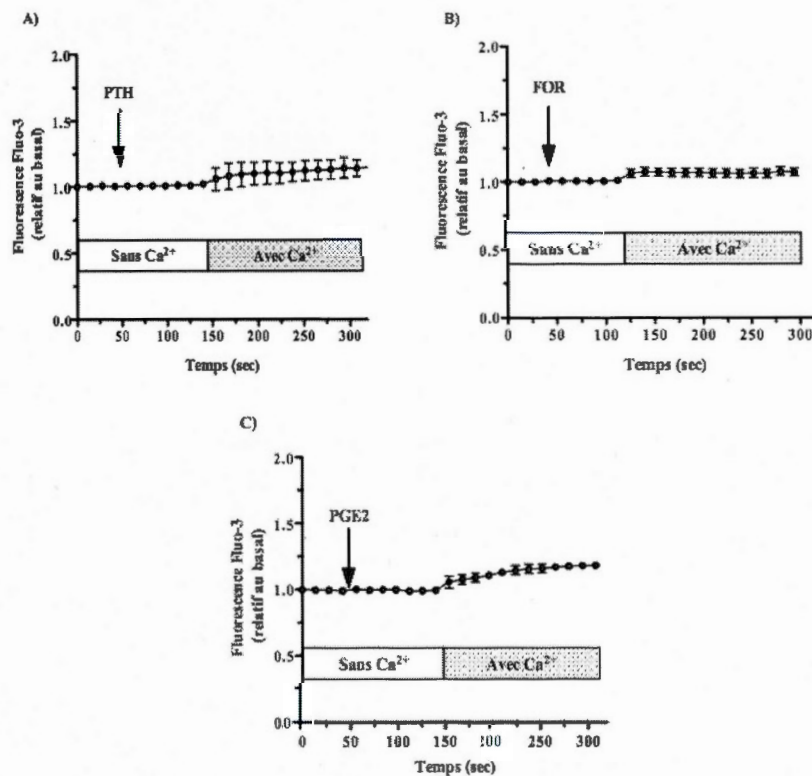 A)
2.0
1.5
1.0
0.5
0.0
Fluorescence Fluo-3
(relatif au basal)
PTH
Sans Ca²⁺
Avec Ca²⁺
0 50 100 150 200 250 300
Temps (sec)
B)
2.0
1.5
1.0
0.5
0.0
Fluorescence Fluo-3
(relatif au basal)
FOR
Sans Ca²⁺
Avec Ca²⁺
0 50 100 150 200 250 300
Temps (sec)
C)
2.0
1.5
1.0
0.5
0.0
Fluorescence Fluo-3
(relatif au basal)
PGE2
Sans Ca²⁺
Avec Ca²⁺
0 50 100 150 200 250 300
Temps (sec)